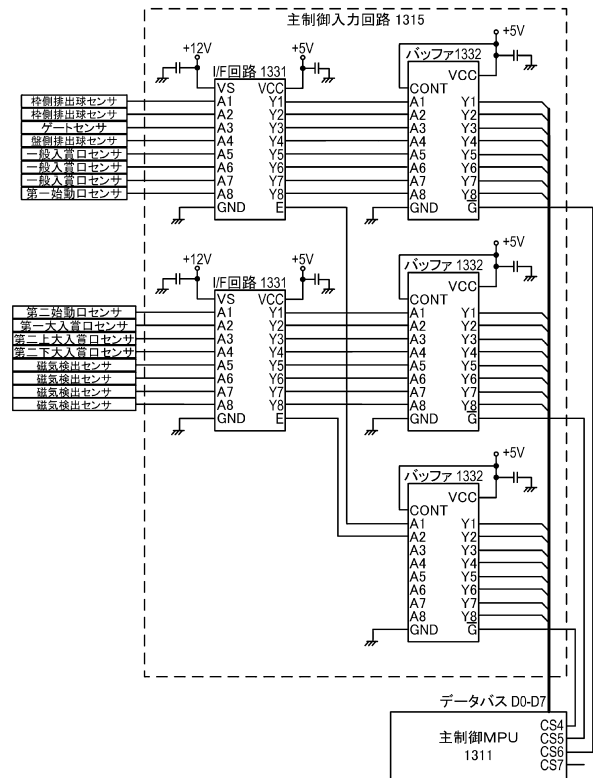 主制御入力回路 1315
+12V
+5V
I/F回路 1331
VS VCC
A1 Y1
A2 Y2
A3 Y3
A4 Y4
A5 Y5
A6 Y6
A7 Y7
A8 Y8
GND E
枠側排出球センサ
枠側排出球センサ
ゲートセンサ
盤側排出球センサ
一般入賞口センサ
一般入賞口センサ
一般入賞口センサ
第一始動口センサ
+5V
バッファ1332
VCC
CONT
A1 Y1
A2 Y2
A3 Y3
A4 Y4
A5 Y5
A6 Y6
A7 Y7
A8 Y8
GND G
+12V
+5V
I/F回路 1331
VS VCC
A1 Y1
A2 Y2
A3 Y3
A4 Y4
A5 Y5
A6 Y6
A7 Y7
A8 Y8
GND E
第二始動口センサ
第一大入賞口センサ
第二上大入賞口センサ
第二下大入賞口センサ
磁気検出センサ
磁気検出センサ
磁気検出センサ
磁気検出センサ
+5V
バッファ 1332
VCC
CONT
A1 Y1
A2 Y2
A3 Y3
A4 Y4
A5 Y5
A6 Y6
A7 Y7
A8 Y8
GND G
+5V
バッファ 1332
VCC
CONT
A1 Y1
A2 Y2
A3 Y3
A4 Y4
A5 Y5
A6 Y6
A7 Y7
A8 Y8
GND G
データバス D0-D7
主制御MPU
1311
CS4
CS5
CS6
CS7